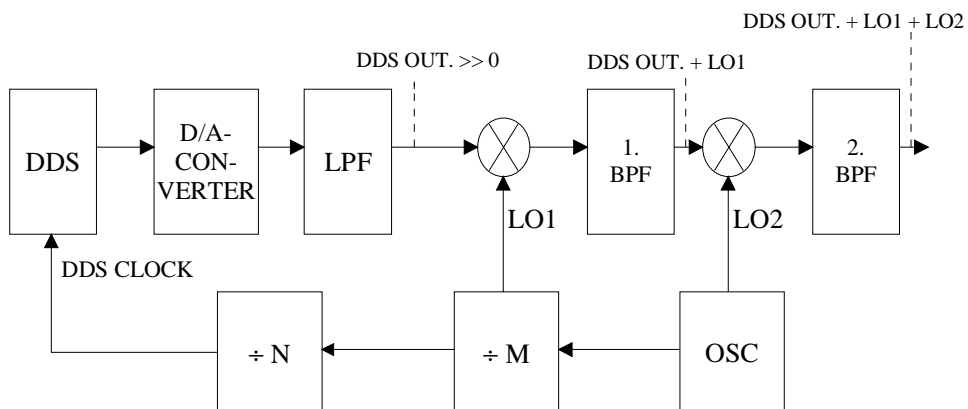 DDS OUT. + LO1 + LO2
DDS OUT. >> 0
DDS OUT. + LO1
DDS
D/A-
CON-
VERTER
LPF
1.
BPF
2.
BPF
LO1
LO2
DDS CLOCK
÷ N
÷ M
OSC